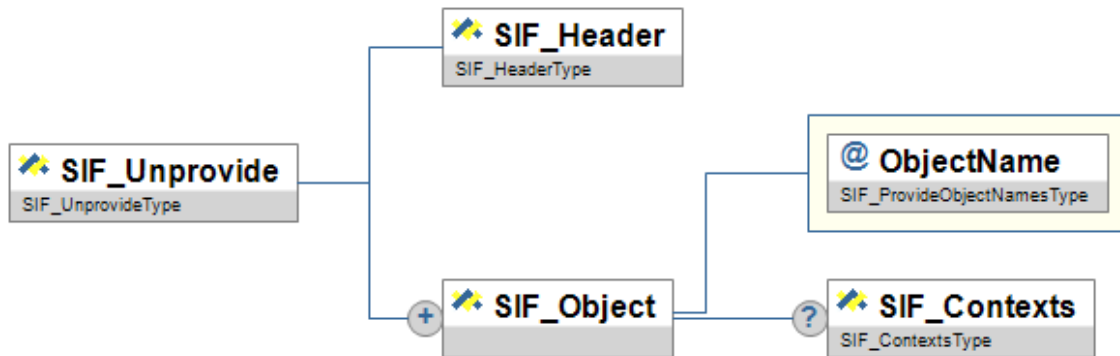 SIF_Header
SIF_HeaderType
@ ObjectName
SIF_ProvideObjectNamesType
SIF_Unprovide
SIF_UnprovideType
+ SIF_Object
? SIF_Contexts
SIF_ContextsType